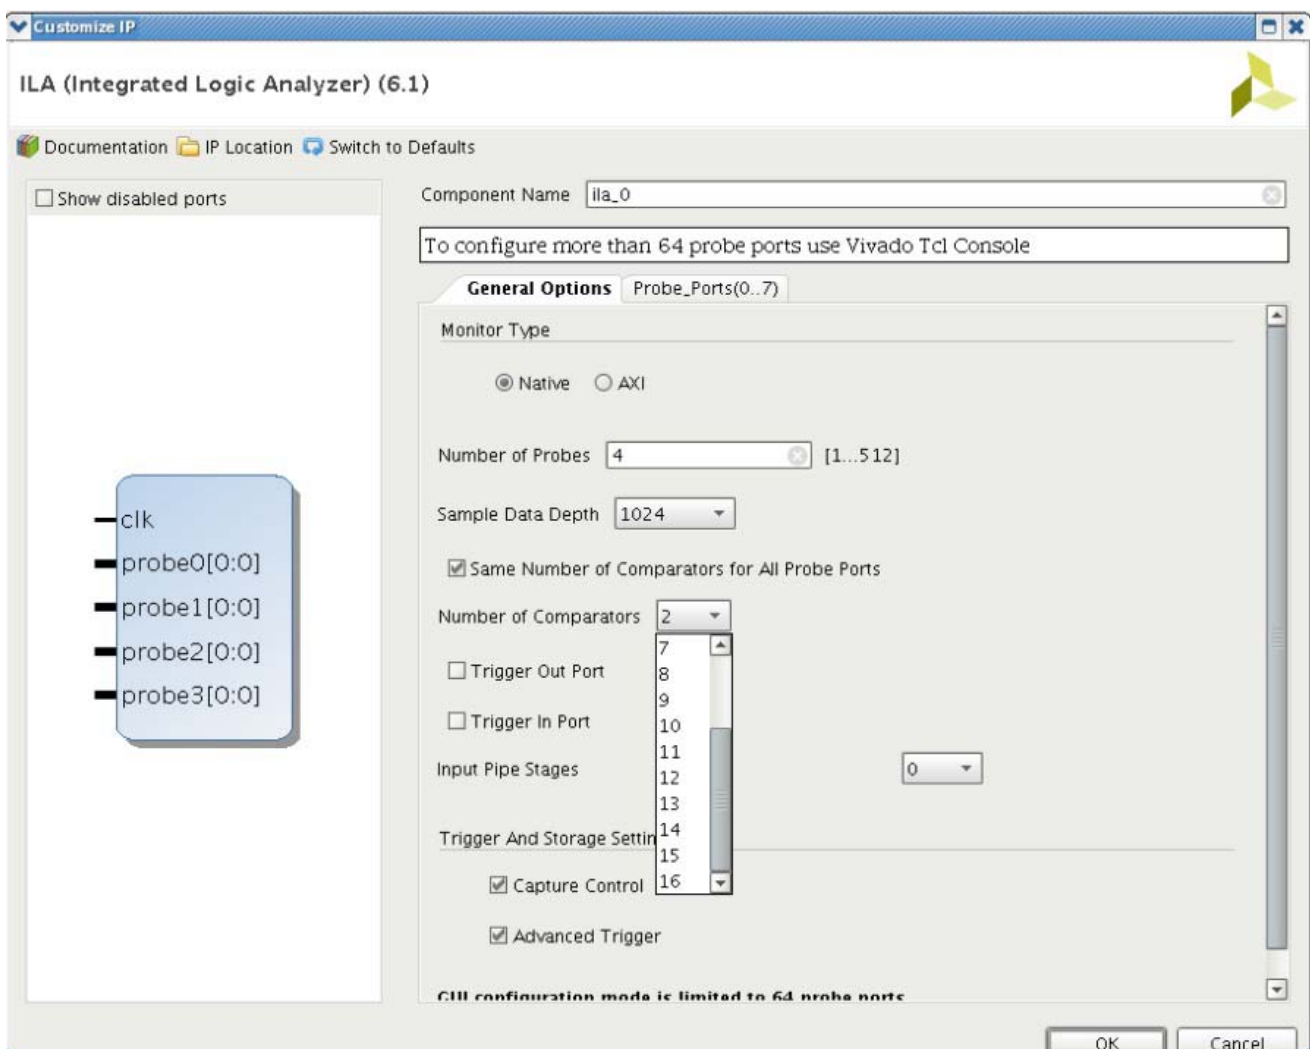 Customize IP
ILA (Integrated Logic Analyzer) (6.1)
Documentation IP Location Switch to Defaults
Show disabled ports
clk
probe0[0:0]
probe1[0:0]
probe2[0:0]
probe3[0:0]
Component Name ila_0
To configure more than 64 probe ports use Vivado Tcl Console
General Options Probe_Ports(0..7)
Monitor Type
Native AXI
Number of Probes 4 [1...512]
Sample Data Depth 1024
Same Number of Comparators for All Probe Ports
Number of Comparators 2
7
8
9
10
11
12
13
14
15
16
Trigger Out Port
Trigger In Port
Input Pipe Stages 0
Trigger And Storage Settin
Capture Control
Advanced Trigger
GUI configuration mode is limited to 64 probe ports
OK Cancel